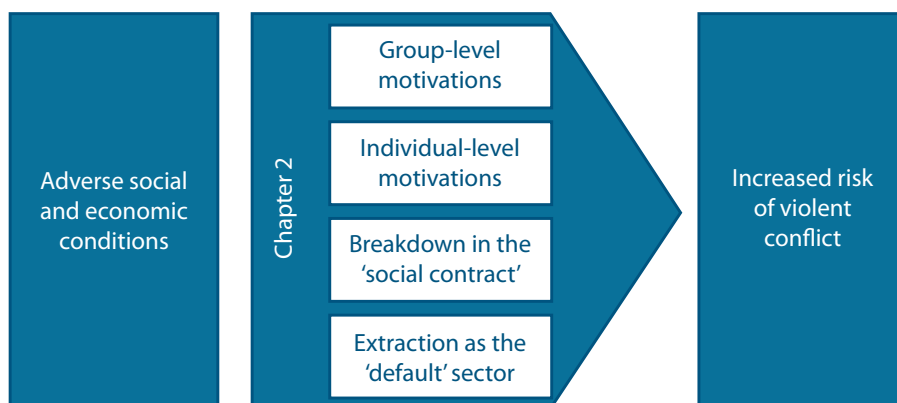 Adverse social
and economic
conditions
Chapter 2
Group-level
motivations
Individual-level
motivations
Breakdown in the
‘social contract’
Extraction as the
‘default’ sector
Increased risk
of violent
conflict